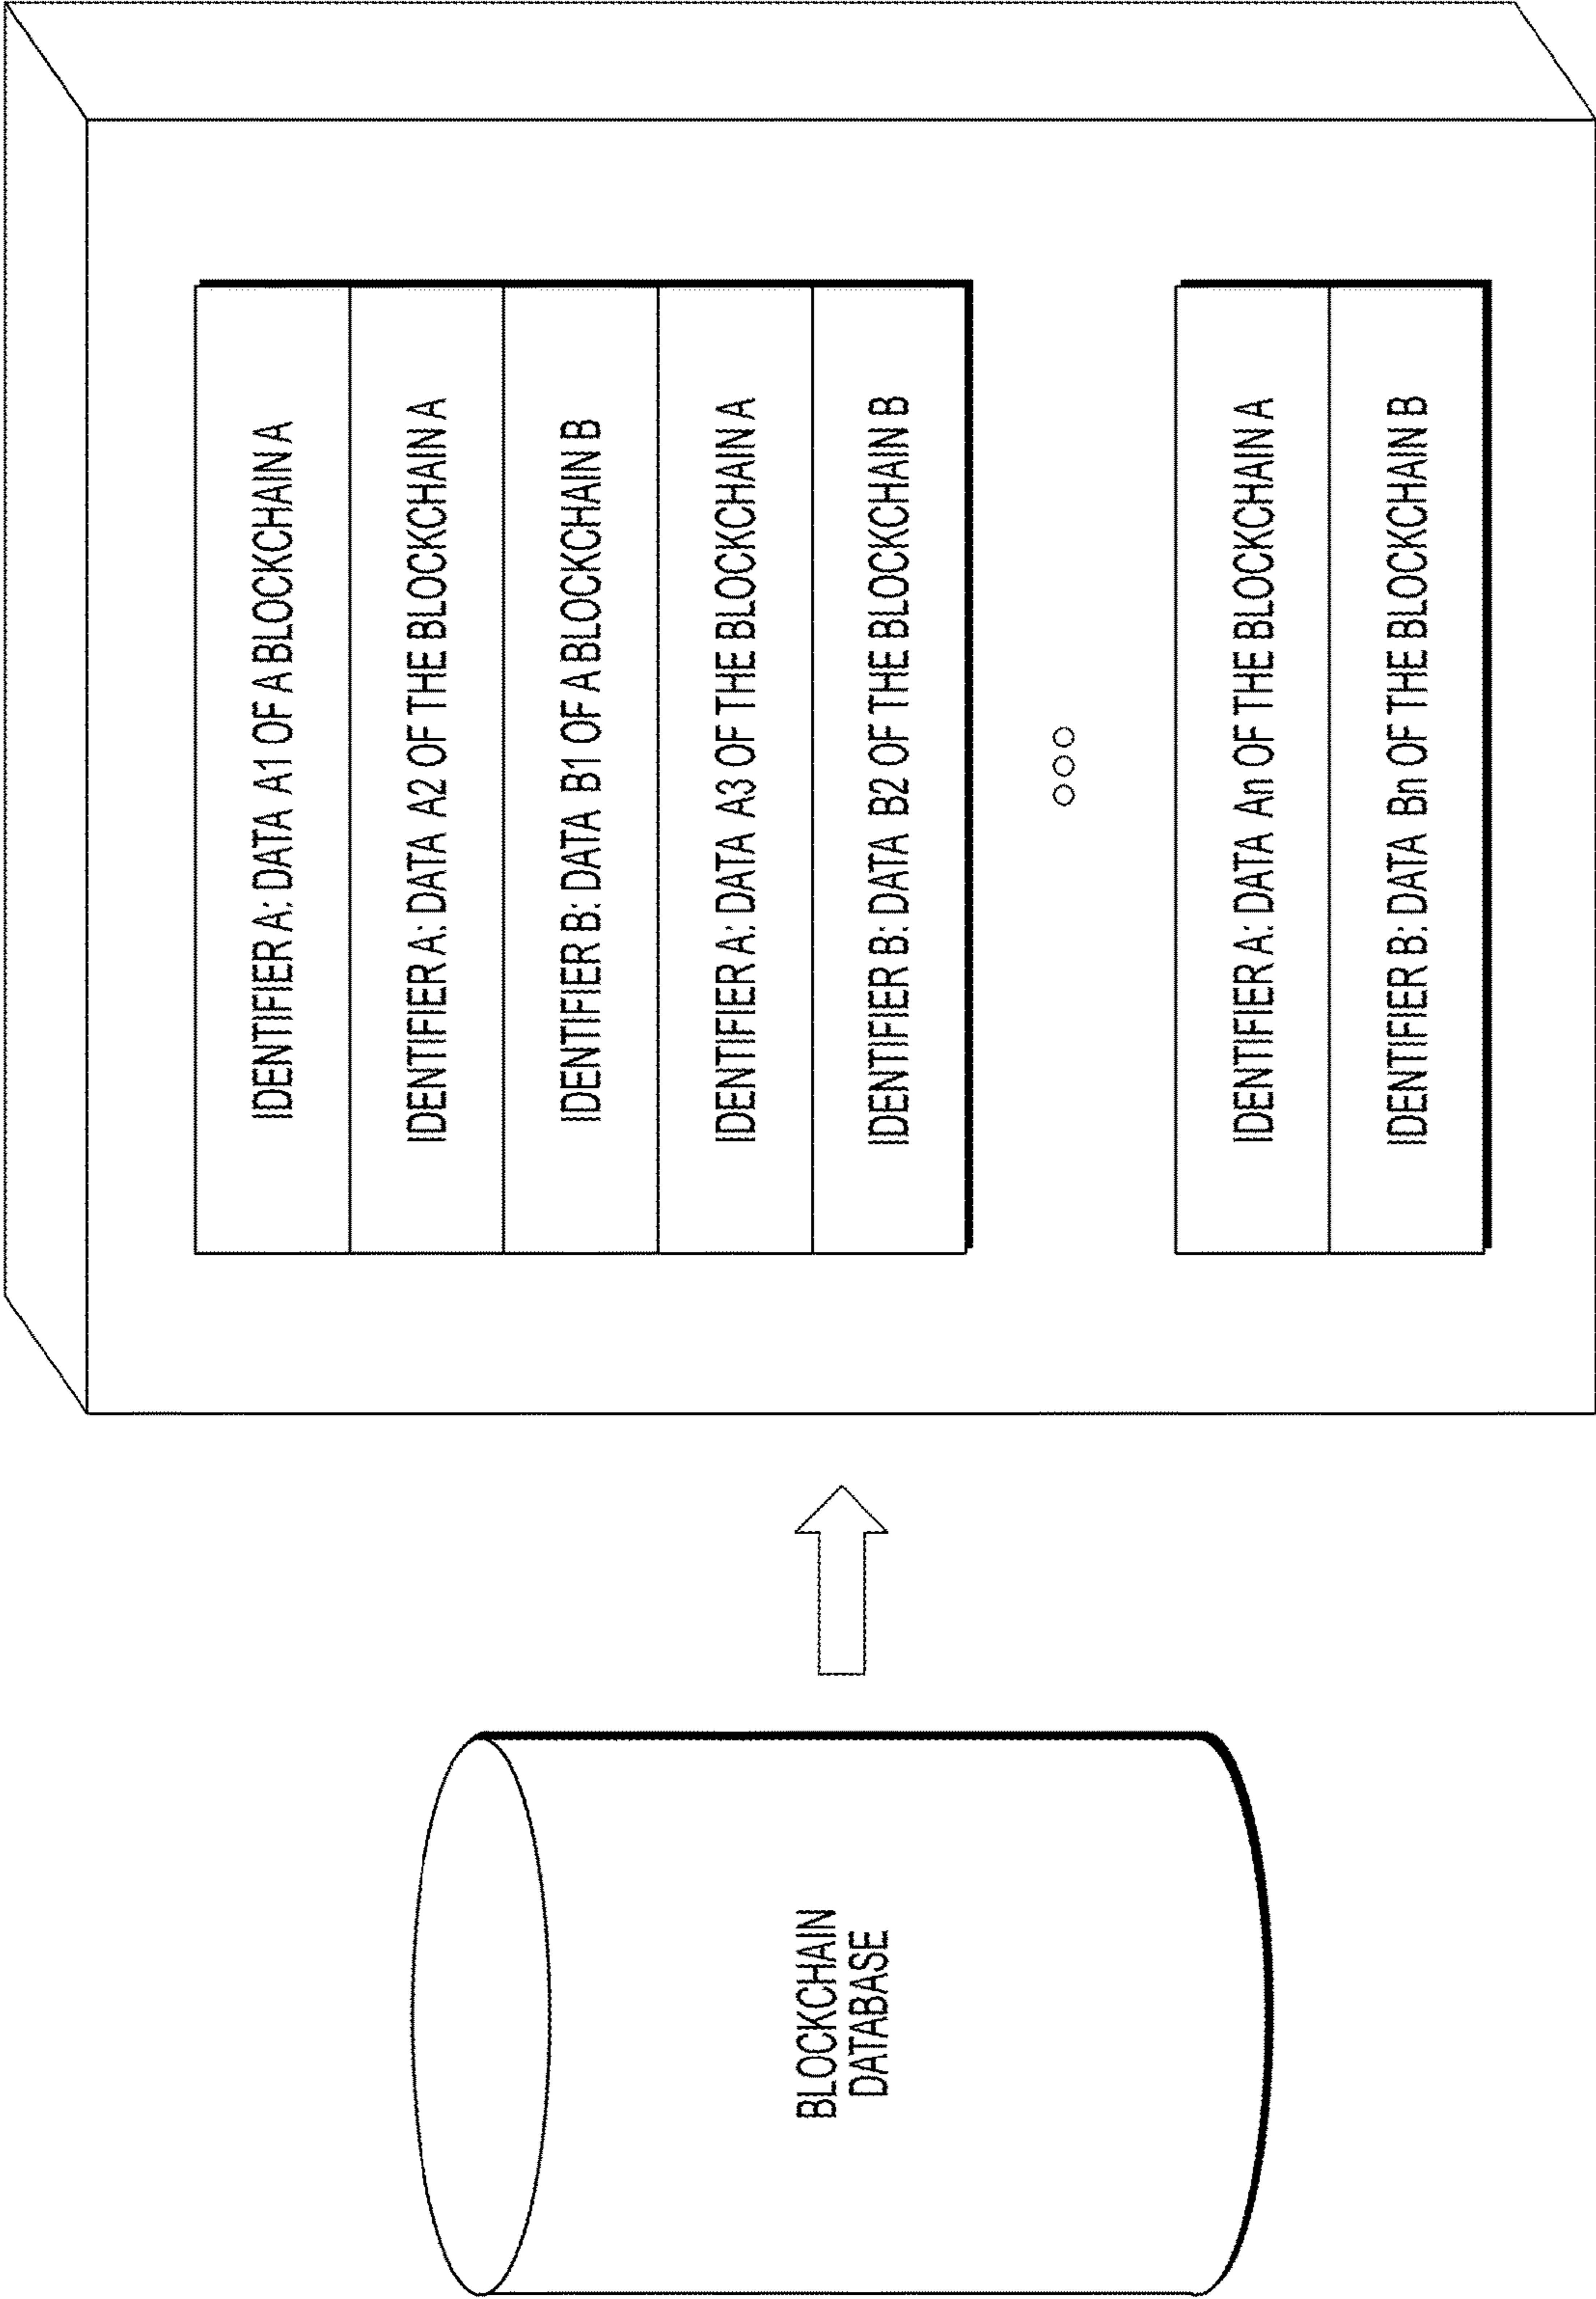 BLOCKCHAIN
DATABASE
IDENTIFIER A: DATA A1 OF A BLOCKCHAIN A
IDENTIFIER A: DATA A2 OF THE BLOCKCHAIN A
IDENTIFIER B: DATA B1 OF A BLOCKCHAIN B
IDENTIFIER A: DATA A3 OF THE BLOCKCHAIN A
IDENTIFIER B: DATA B2 OF THE BLOCKCHAIN B
IDENTIFIER A: DATA An OF THE BLOCKCHAIN A
IDENTIFIER B: DATA Bn OF THE BLOCKCHAIN B